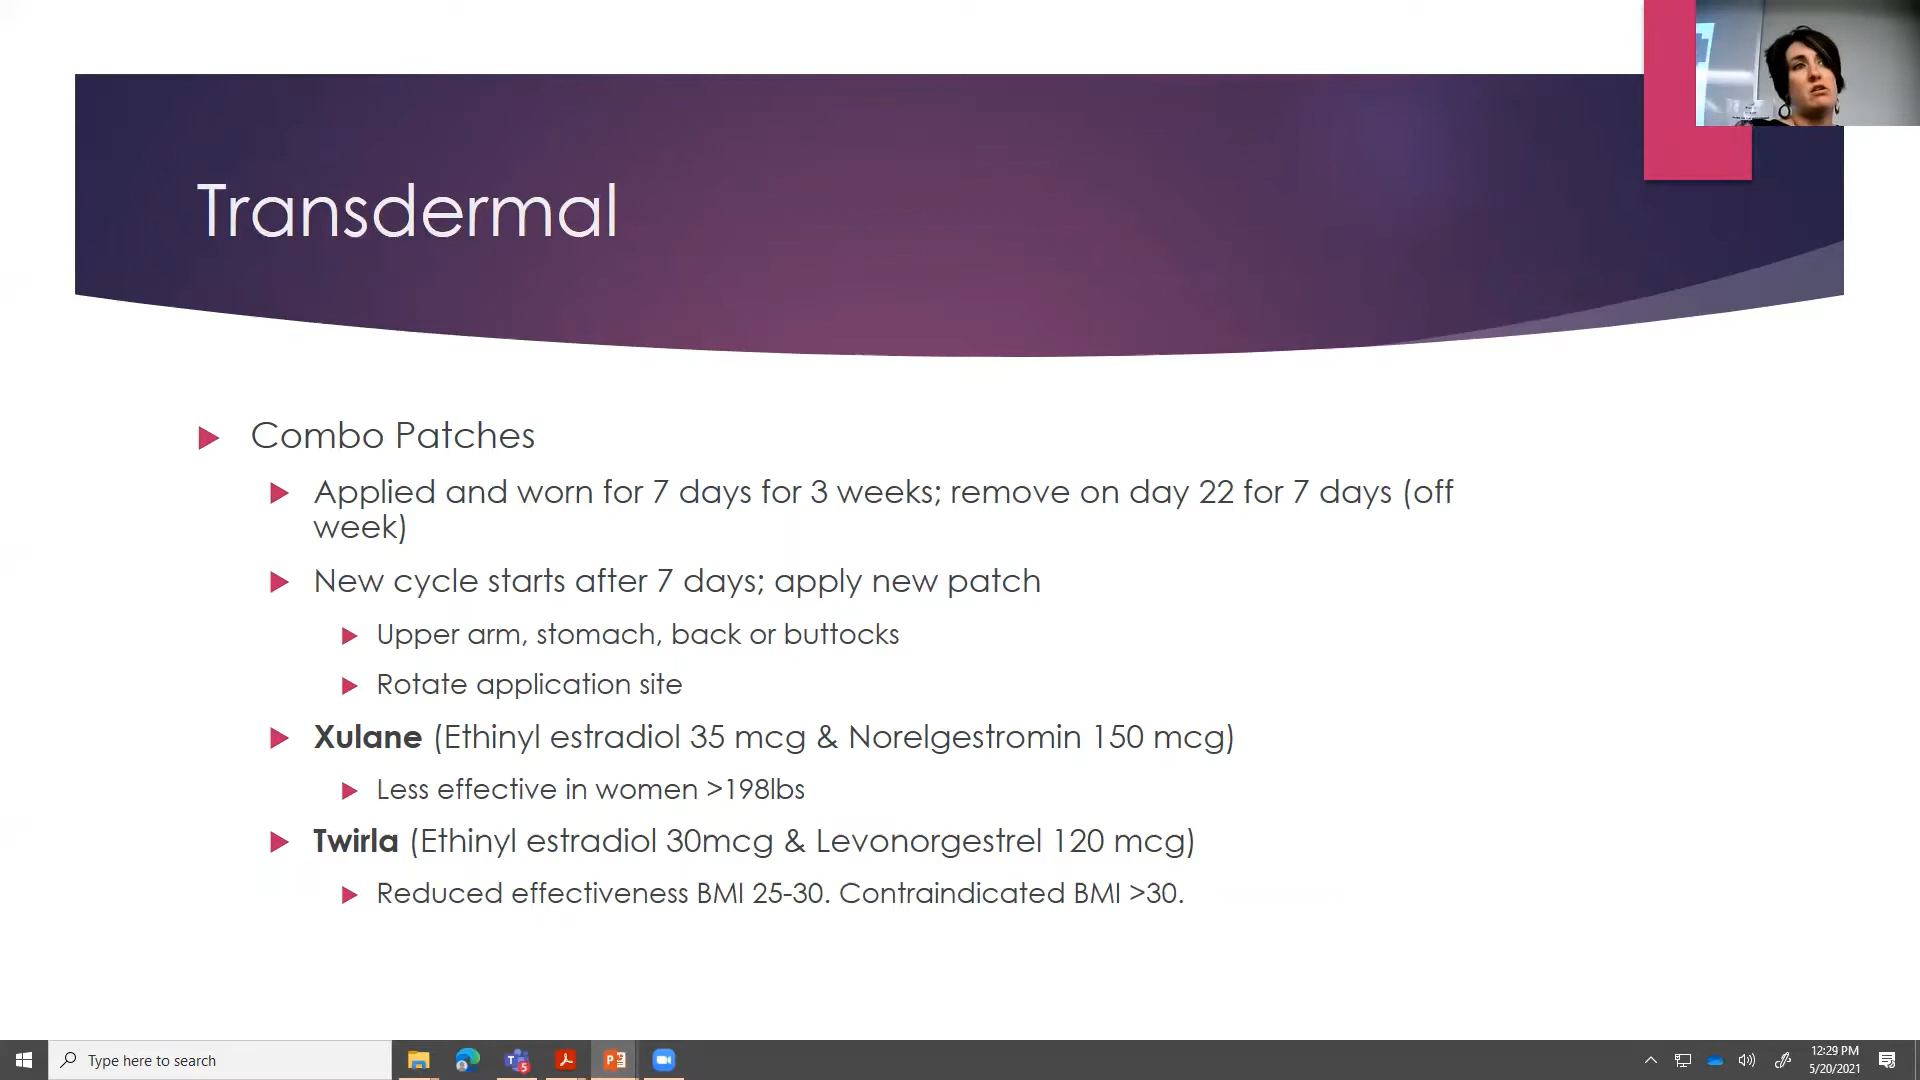 Transdermal
Combo Patches
Applied and worn for 7 days for 3 weeks; remove on day 22 for 7 days (off
week)
New cycle starts after 7 days; apply new patch
Upper arm, stomach, back or buttocks
Rotate application site
Xulane (Ethinyl estradiol 35 mcg & Norelgestromin 150 mcg)
Less effective in women >198lbs
Twirla (Ethinyl estradiol 30mcg & Levonorgestrel 120 mcg)
Reduced effectiveness BMI 25-30. Contraindicated BMI >30.
Type here to search
12:29 PM
5/20/2021